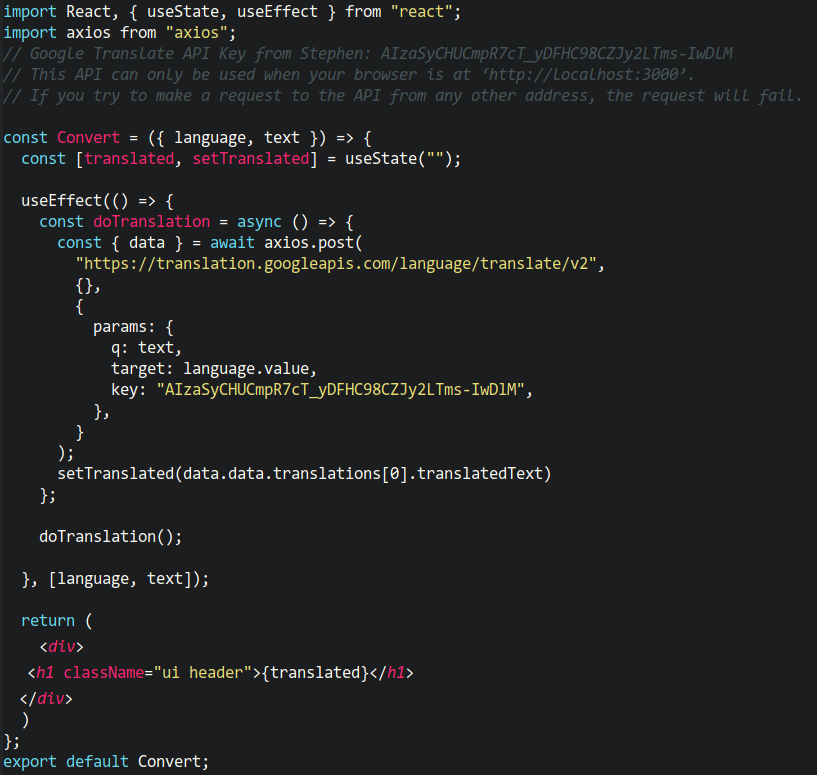 import React, { useState, useEffect } from "react";
import axios from "axios";
// Google Translate API Key from Stephen: AIzaSyCHUCmpR7cT_yDFHC98CZJy2LTms-IwDlM
// This API can only be used when your browser is at ‘http://localhost:3000’.
// If you try to make a request to the API from any other address, the request will fail.
const Convert = ({ language, text }) => {
const [translated, setTranslated] = useState("");
useEffect(() => {
const doTranslation = async () => {
const { data } = await axios.post(
"https://translation.googleapis.com/language/translate/v2",
{},
{
params: {
q: text,
target: language.value,
key: "AIzaSyCHUCmpR7cT_yDFHC98CZJy2LTms-IwDlM",
},
}
);
setTranslated(data.data.translations[0].translatedText)
};
doTranslation();
}, [language, text]);
return (
<div>
<h1 className="ui header">{translated}</h1>
</div>
)
};
export default Convert;